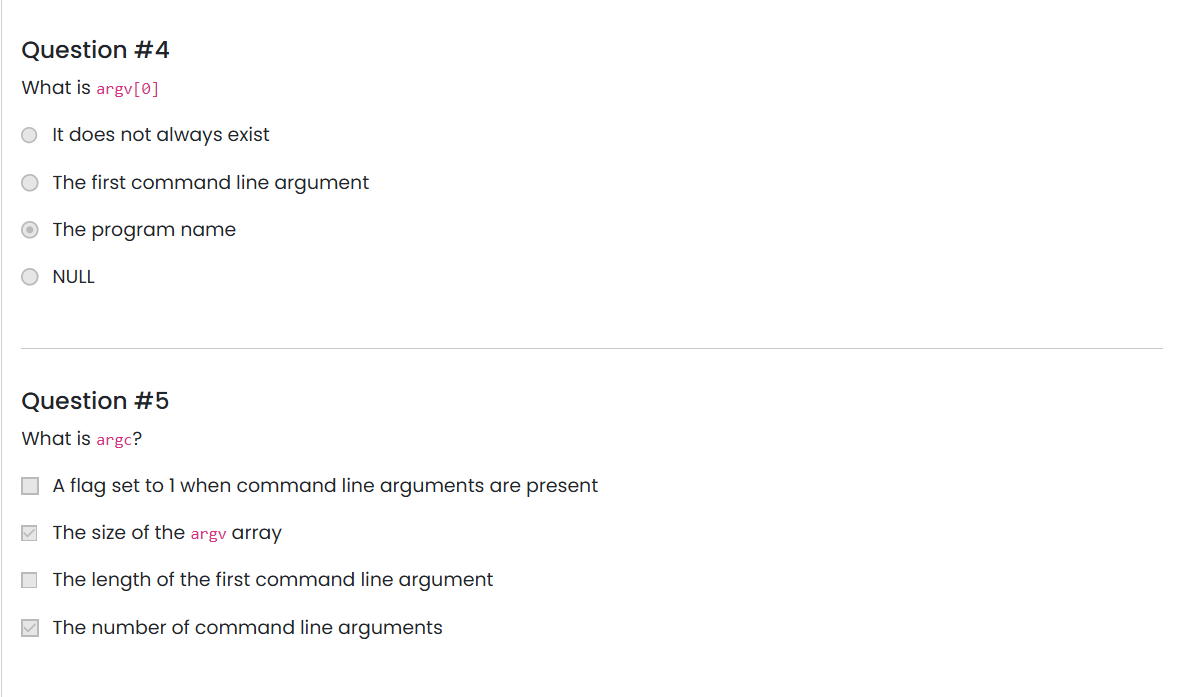 Question #4
What is argv[0]
It does not always exist
The first command line argument
The program name
NULL
Question #5
What is argc?
A flag set to 1 when command line arguments are present
The size of the argv array
The length of the first command line argument
The number of command line arguments